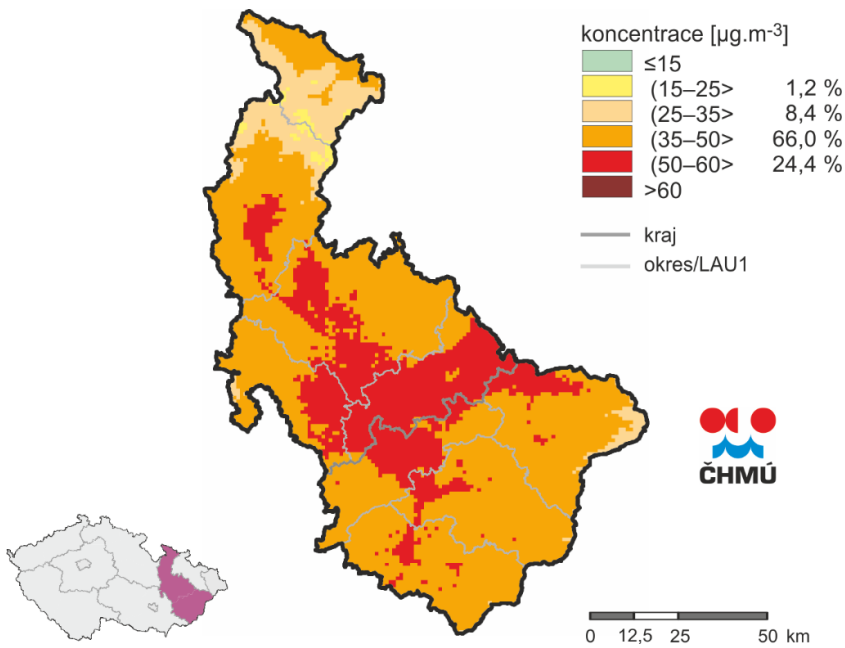 koncentrace [µg.m-³]
≤15
(15–25> 1,2 %
(25–35> 8,4 %
(35–50> 66,0 %
(50–60> 24,4 %
>60
kraj
okres/LAU1
ČHMÚ
0 12,5 25 50 km